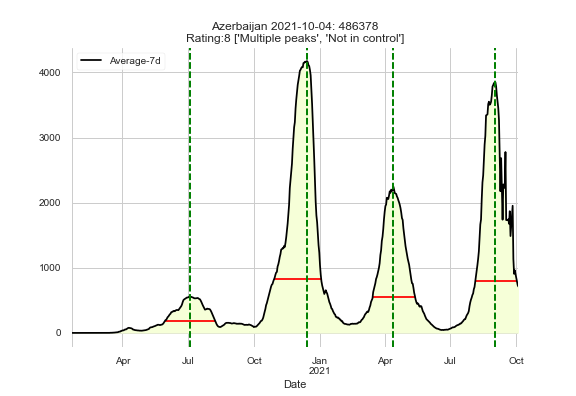 Azerbaijan 2021-10-04: 486378
Rating:8 ['Multiple peaks', 'Not in control']
Average-7d
4000
3000
2000
1000
0
Apr Jul Oct Jan Apr Jul Oct
2021
Date